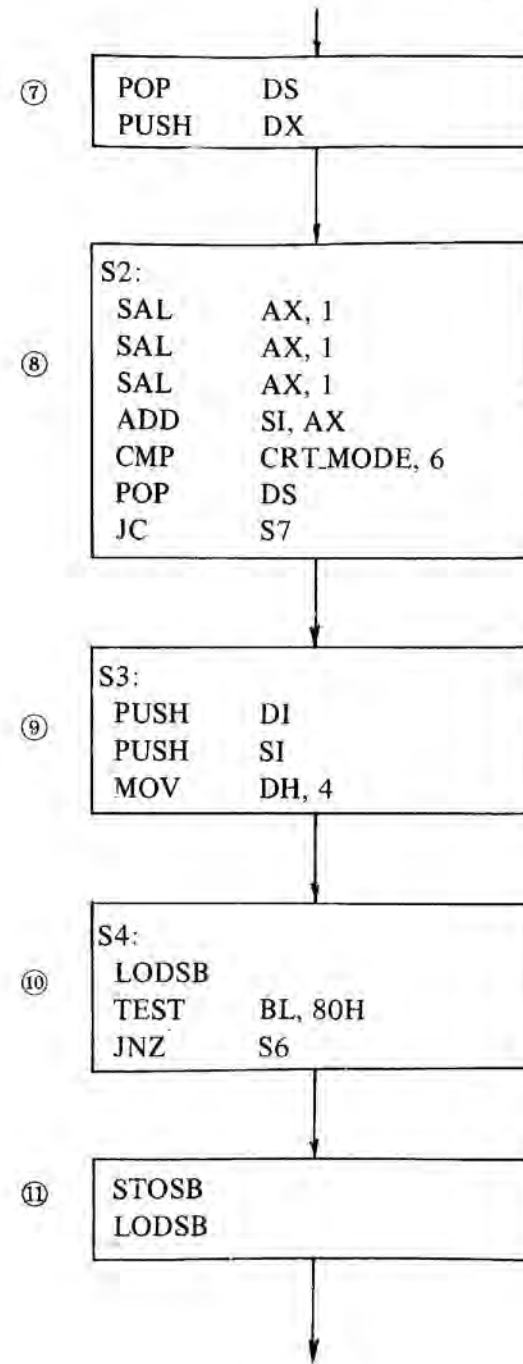 ⑦
POP DS
PUSH DX
⑧
S2:
SAL AX, 1
SAL AX, 1
SAL AX, 1
ADD SI, AX
CMP CRT_MODE, 6
POP DS
JC S7
⑨
S3:
PUSH DI
PUSH SI
MOV DH, 4
⑩
S4:
LODSB
TEST BL, 80H
JNZ S6
⑪
STOSB
LODSB